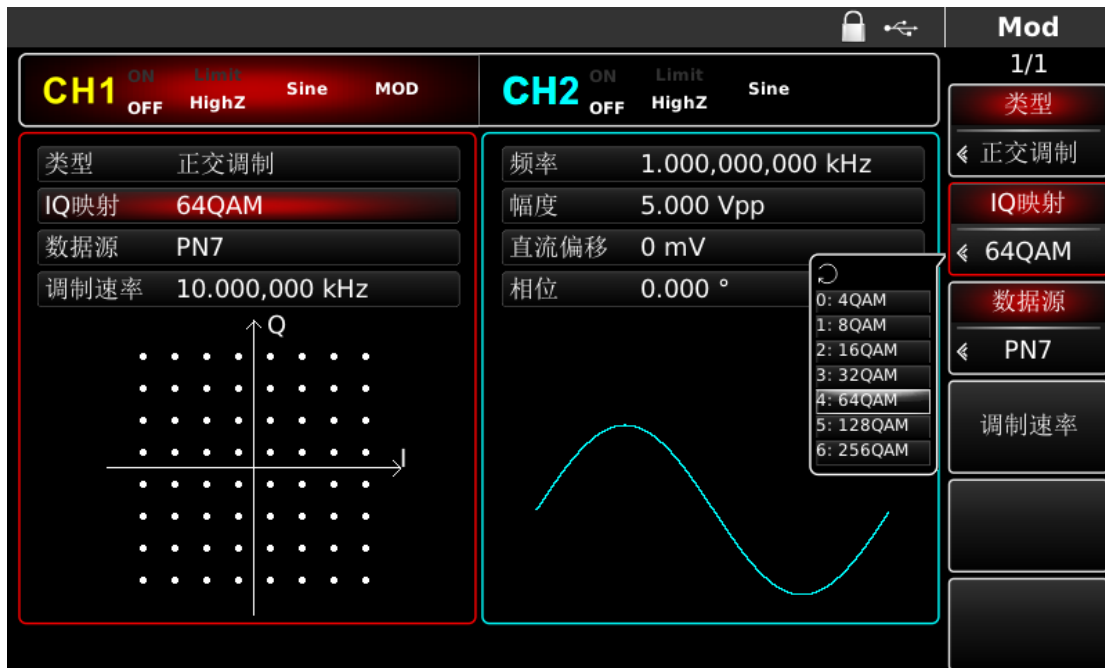 Mod
1/1
CH1 ON Limit Sine MOD
OFF HighZ
CH2 ON Limit Sine
OFF HighZ
类型 正交调制
IQ映射 64QAM
数据源 PN7
调制速率 10.000,000 kHz
Q
I
频率 1.000,000,000 kHz
幅度 5.000 Vpp
直流偏移 0 mV
相位 0.000 °
0: 4QAM
1: 8QAM
2: 16QAM
3: 32QAM
4: 64QAM
5: 128QAM
6: 256QAM
类型
正交调制
IQ映射
64QAM
数据源
PN7
调制速率